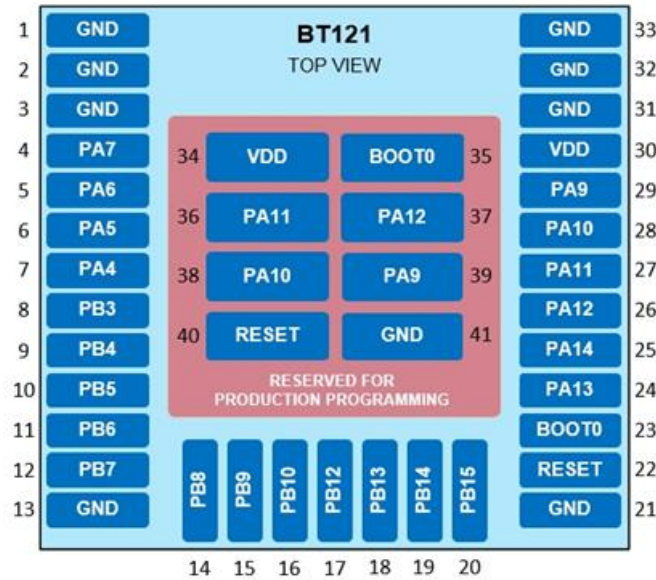 BT121
TOP VIEW
1 GND GND 33
2 GND GND 32
3 GND GND 31
4 PA7 VDD 30
34 VDD BOOT0 35
5 PA6 PA9 29
36 PA11 PA12 37
6 PA5 PA10 28
7 PA4 PA11 27
38 PA10 PA9 39
8 PB3 PA12 26
40 RESET GND 41
9 PB4 PA14 25
RESERVED FOR
PRODUCTION PROGRAMMING
10 PB5 PA13 24
11 PB6 BOOT0 23
12 PB7 RESET 22
13 GND GND 21
PB8 PB9 PB10 PB12 PB13 PB14 PB15
14 15 16 17 18 19 20